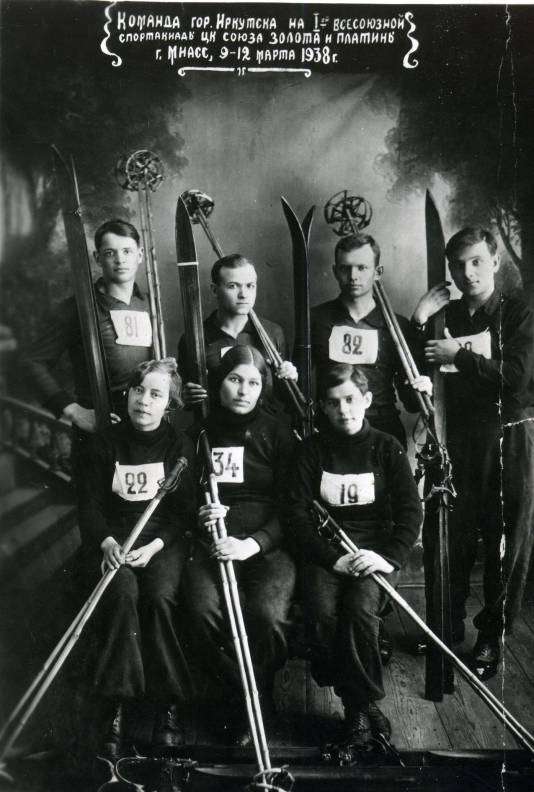 Команда гор. Иркутска на Iой всесоюзной
спартакиаде ЦК союза золота и платины
г. Миасс, 9-12 марта 1938 г.
81
82
22
34
19